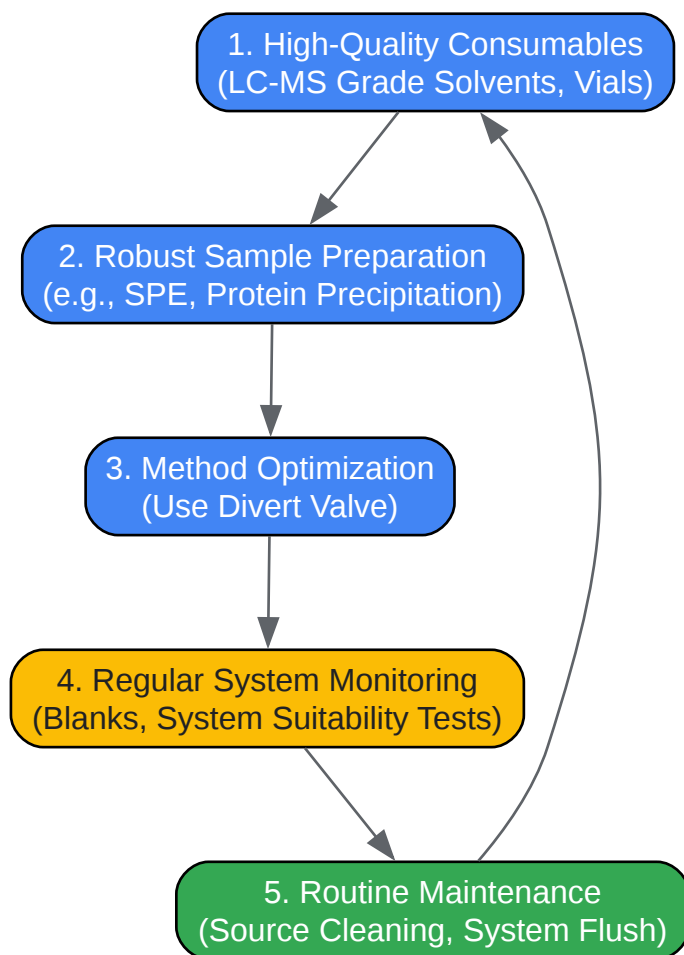 1. High-Quality Consumables
(LC-MS Grade Solvents, Vials)
2. Robust Sample Preparation
(e.g., SPE, Protein Precipitation)
3. Method Optimization
(Use Divert Valve)
4. Regular System Monitoring
(Blanks, System Suitability Tests)
5. Routine Maintenance
(Source Cleaning, System Flush)